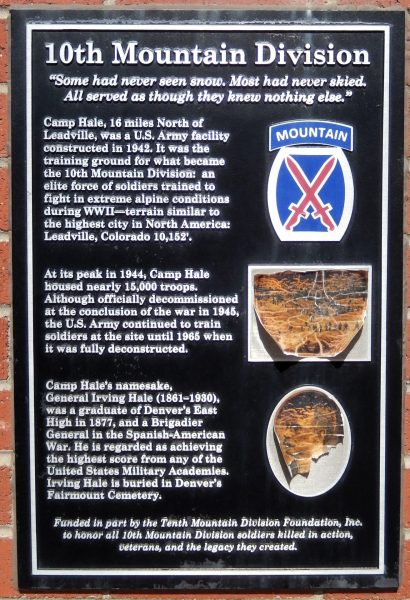 10th Mountain Division
"Some had never seen snow. Most had never skied.
All served as though they knew nothing else."
Camp Hale, 16 miles North of
Leadville, was a U.S. Army facility
constructed in 1942. It was the
training ground for what became
the 10th Mountain Division: an
elite force of soldiers trained to
fight in extreme alpine conditions
during WWII—terrain similar to
the highest city in North America:
Leadville, Colorado 10,152'.
MOUNTAIN
At its peak in 1944, Camp Hale
housed nearly 15,000 troops.
Although officially decommissioned
at the conclusion of the war in 1945,
the U.S. Army continued to train
soldiers at the site until 1965 when
it was fully deconstructed.
Camp Hale's namesake,
General Irving Hale (1861–1930),
was a graduate of Denver's East
High in 1877, and a Brigadier
General in the Spanish-American
War. He is regarded as achieving
the highest score from any of the
United States Military Academies.
Irving Hale is buried in Denver's
Fairmount Cemetery.
Funded in part by the Tenth Mountain Division Foundation, Inc.
to honor all 10th Mountain Division soldiers killed in action,
veterans, and the legacy they created.